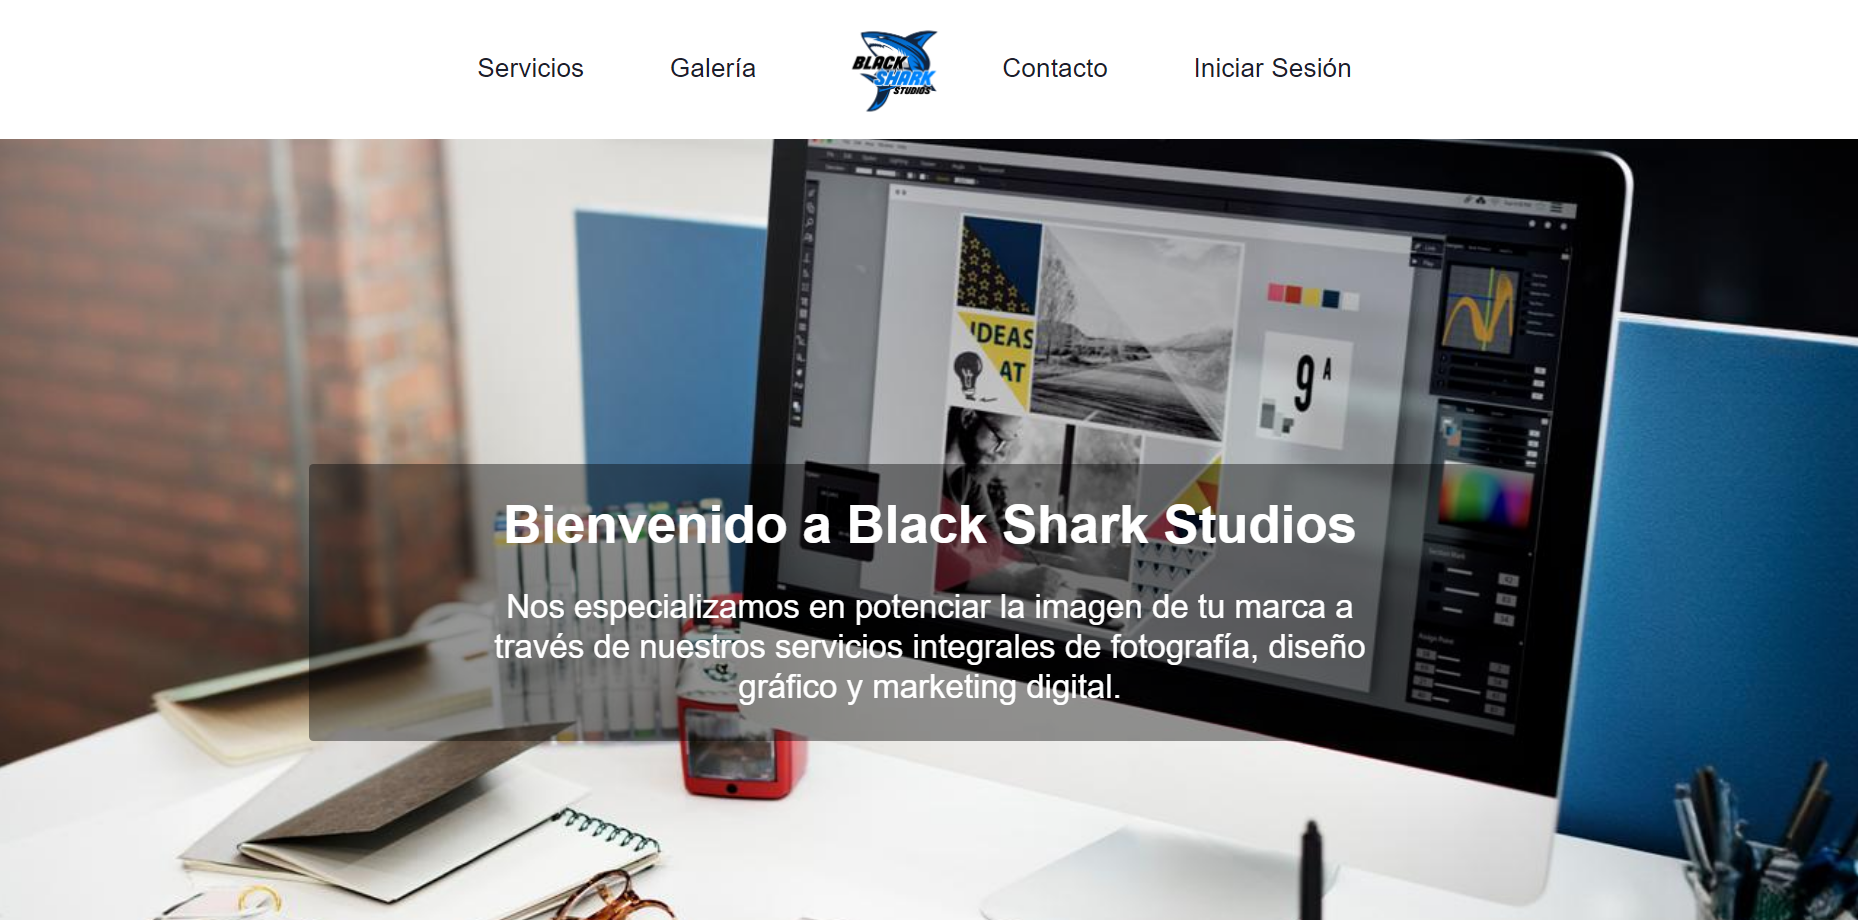 Servicios
Galería
BLACK
SHARK
STUDIOS
Contacto
Iniciar Sesión
IDEAS
AT
9 A
Bienvenido a Black Shark Studios
Nos especializamos en potenciar la imagen de tu marca a
través de nuestros servicios integrales de fotografía, diseño
gráfico y marketing digital.